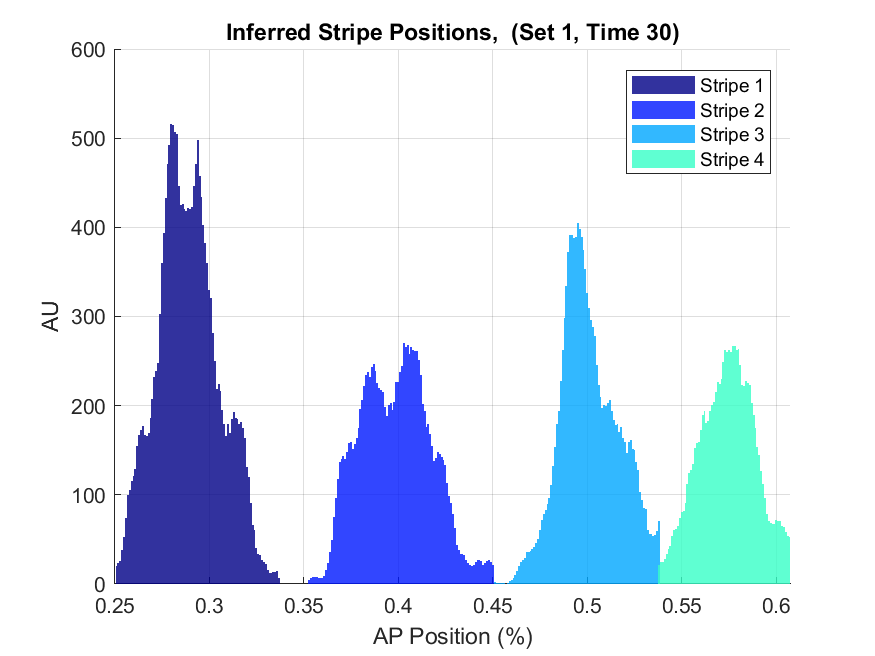 Inferred Stripe Positions,  (Set 1, Time 30)
600
500
400
300
200
100
0
AU
Stripe 1
Stripe 2
Stripe 3
Stripe 4
0.25 0.3 0.35 0.4 0.45 0.5 0.55 0.6
AP Position (%)